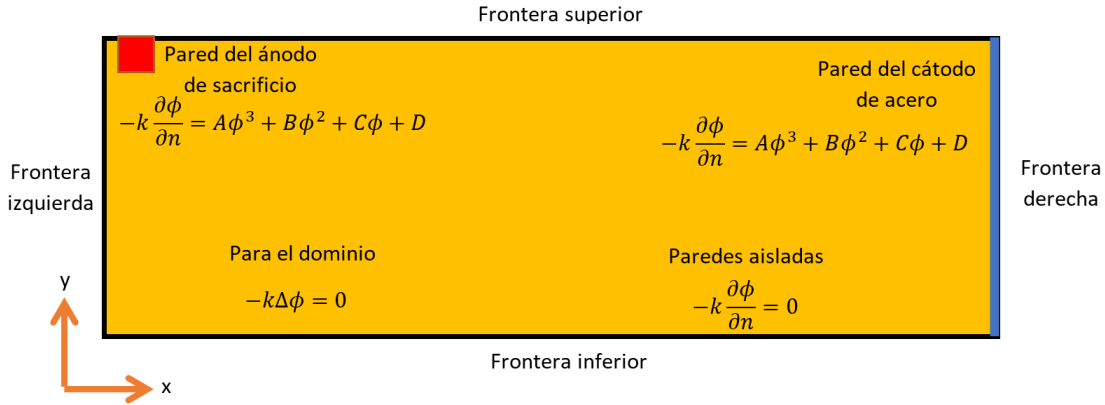 Frontera superior
Pared del ánodo
de sacrificio
−k ∂ϕ/∂n = Aϕ³ + Bϕ² + Cϕ + D
Pared del cátodo
de acero
−k ∂ϕ/∂n = Aϕ³ + Bϕ² + Cϕ + D
Frontera
izquierda
Frontera
derecha
Para el dominio
−kΔϕ = 0
Paredes aisladas
−k ∂ϕ/∂n = 0
y
x
Frontera inferior